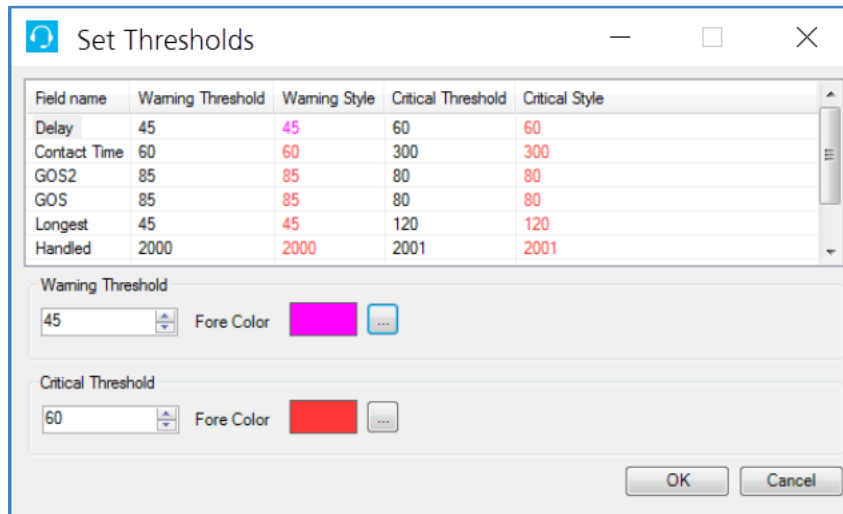 Set Thresholds
Field name Warning Threshold Warning Style Critical Threshold Critical Style
Delay 45 45 60 60
Contact Time 60 60 300 300
GOS2 85 85 80 80
GOS 85 85 80 80
Longest 45 45 120 120
Handled 2000 2000 2001 2001
Warning Threshold
45 Fore Color ...
Critical Threshold
60 Fore Color ...
OK Cancel